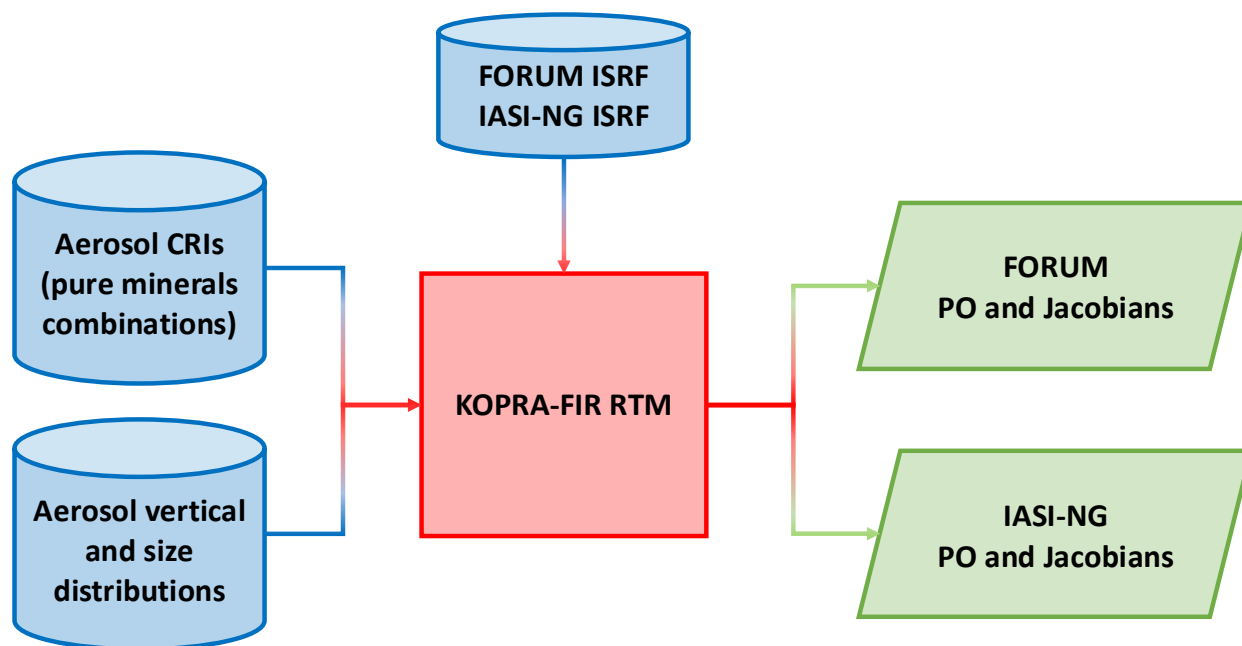 FORUM ISRF
IASI-NG ISRF
Aerosol CRIs
(pure minerals
combinations)
Aerosol vertical
and size
distributions
KOPRA-FIR RTM
FORUM
PO and Jacobians
IASI-NG
PO and Jacobians